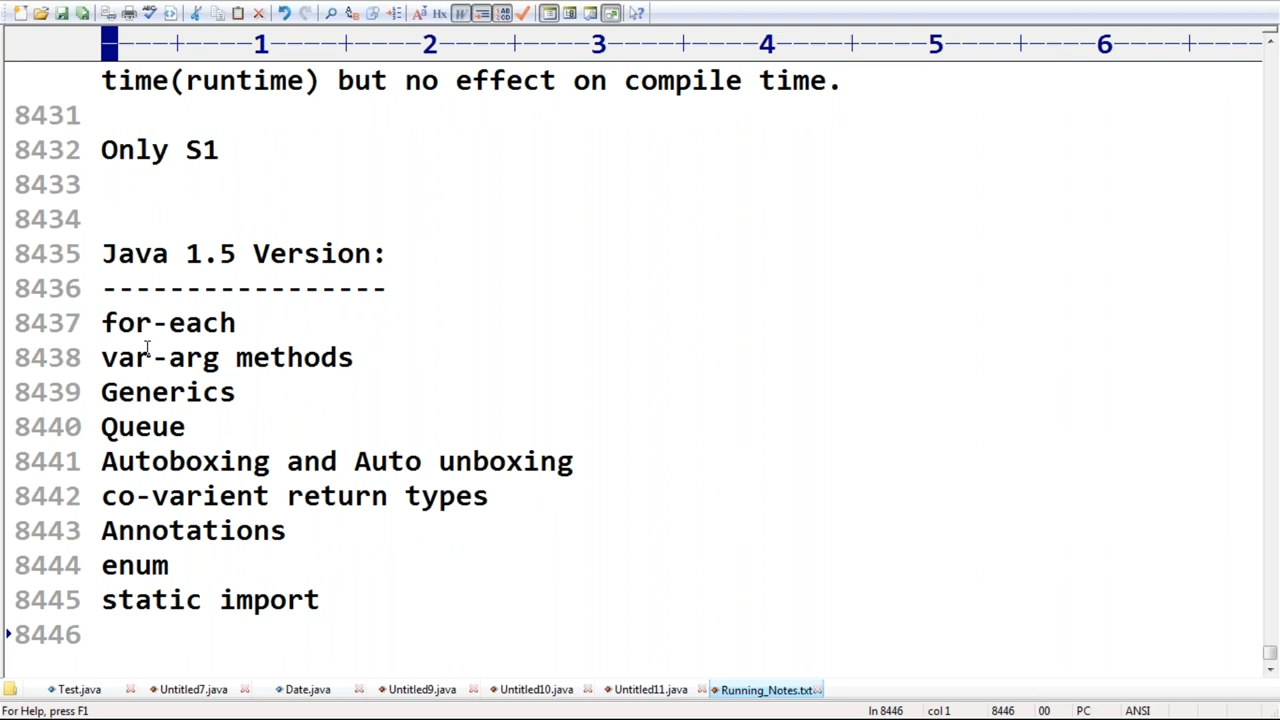 1 2 3 4 5 6
time(runtime) but no effect on compile time.
8431
8432 Only S1
8433
8434
8435 Java 1.5 Version:
8436 -----------------
8437 for-each
8438 var-arg methods
8439 Generics
8440 Queue
8441 Autoboxing and Auto unboxing
8442 co-varient return types
8443 Annotations
8444 enum
8445 static import
8446
Test.java Untitled7.java Date.java Untitled9.java Untitled10.java Untitled11.java Running_Notes.txt
For Help, press F1 ln 8446 col 1 8446 00 PC ANSI